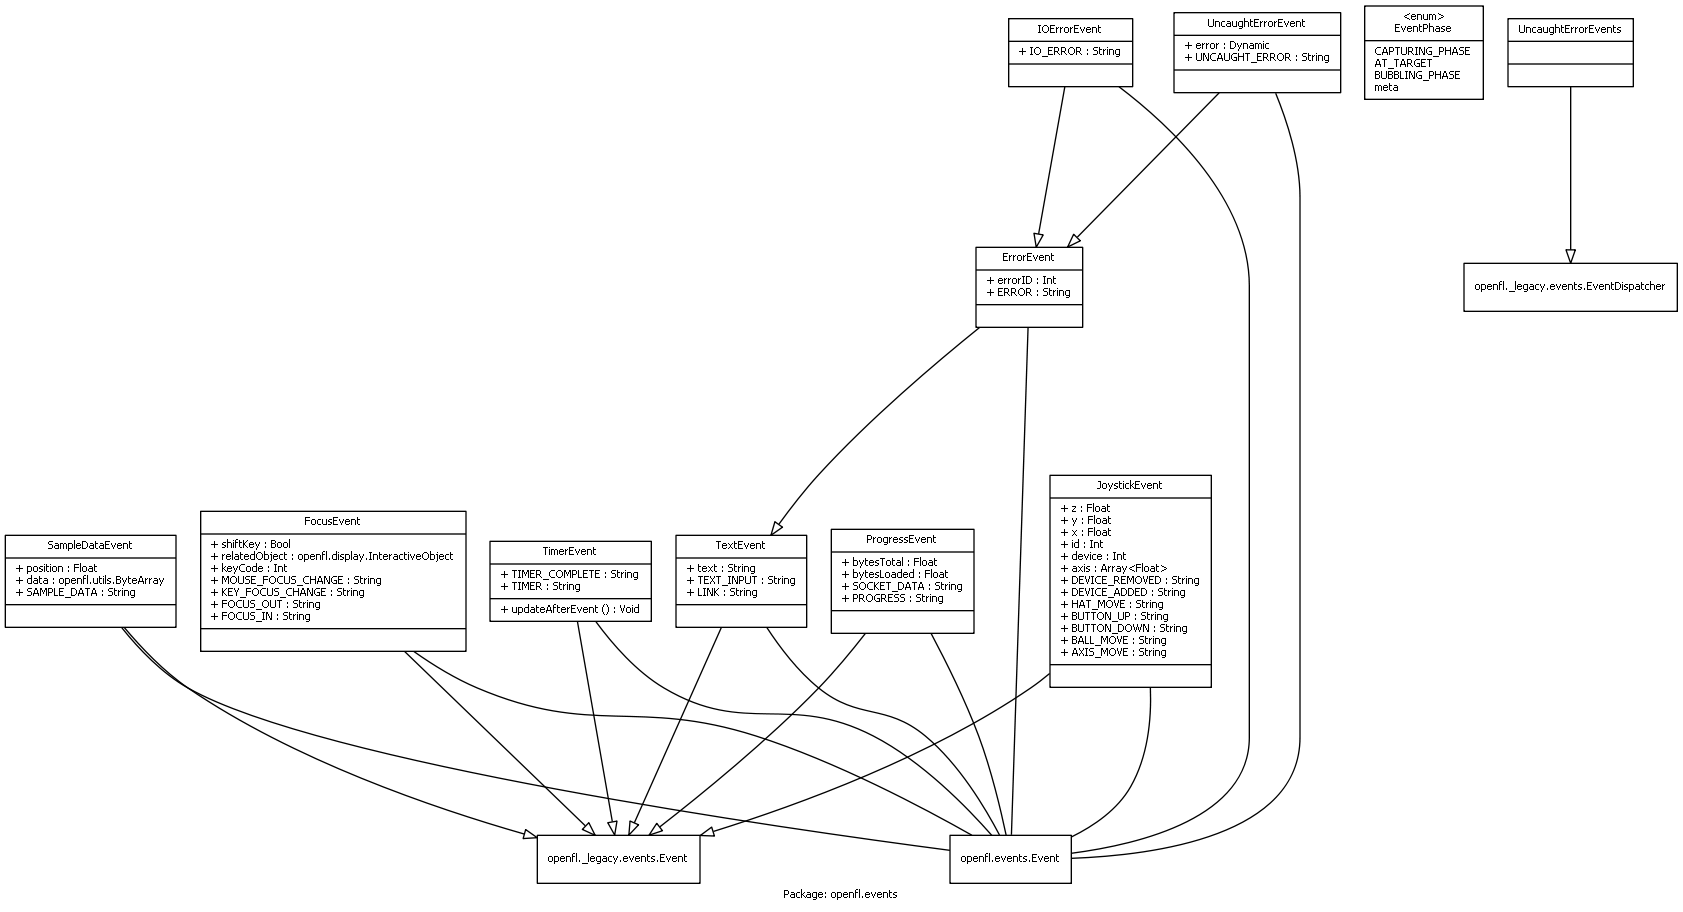 IOErrorEvent
+ IO_ERROR : String
UncaughtErrorEvent
+ error : Dynamic
+ UNCAUGHT_ERROR : String
<enum>
EventPhase
CAPTURING_PHASE
AT_TARGET
BUBBLING_PHASE
meta
UncaughtErrorEvents
ErrorEvent
+ errorID : Int
+ ERROR : String
openfl._legacy.events.EventDispatcher
SampleDataEvent
+ position : Float
+ data : openfl.utils.ByteArray
+ SAMPLE_DATA : String
FocusEvent
+ shiftKey : Bool
+ relatedObject : openfl.display.InteractiveObject
+ keyCode : Int
+ MOUSE_FOCUS_CHANGE : String
+ KEY_FOCUS_CHANGE : String
+ FOCUS_OUT : String
+ FOCUS_IN : String
TimerEvent
+ TIMER_COMPLETE : String
+ TIMER : String
+ updateAfterEvent () : Void
TextEvent
+ text : String
+ TEXT_INPUT : String
+ LINK : String
ProgressEvent
+ bytesTotal : Float
+ bytesLoaded : Float
+ SOCKET_DATA : String
+ PROGRESS : String
JoystickEvent
+ z : Float
+ y : Float
+ x : Float
+ id : Int
+ device : Int
+ axis : Array<Float>
+ DEVICE_REMOVED : String
+ DEVICE_ADDED : String
+ HAT_MOVE : String
+ BUTTON_UP : String
+ BUTTON_DOWN : String
+ BALL_MOVE : String
+ AXIS_MOVE : String
openfl._legacy.events.Event
openfl.events.Event
Package: openfl.events